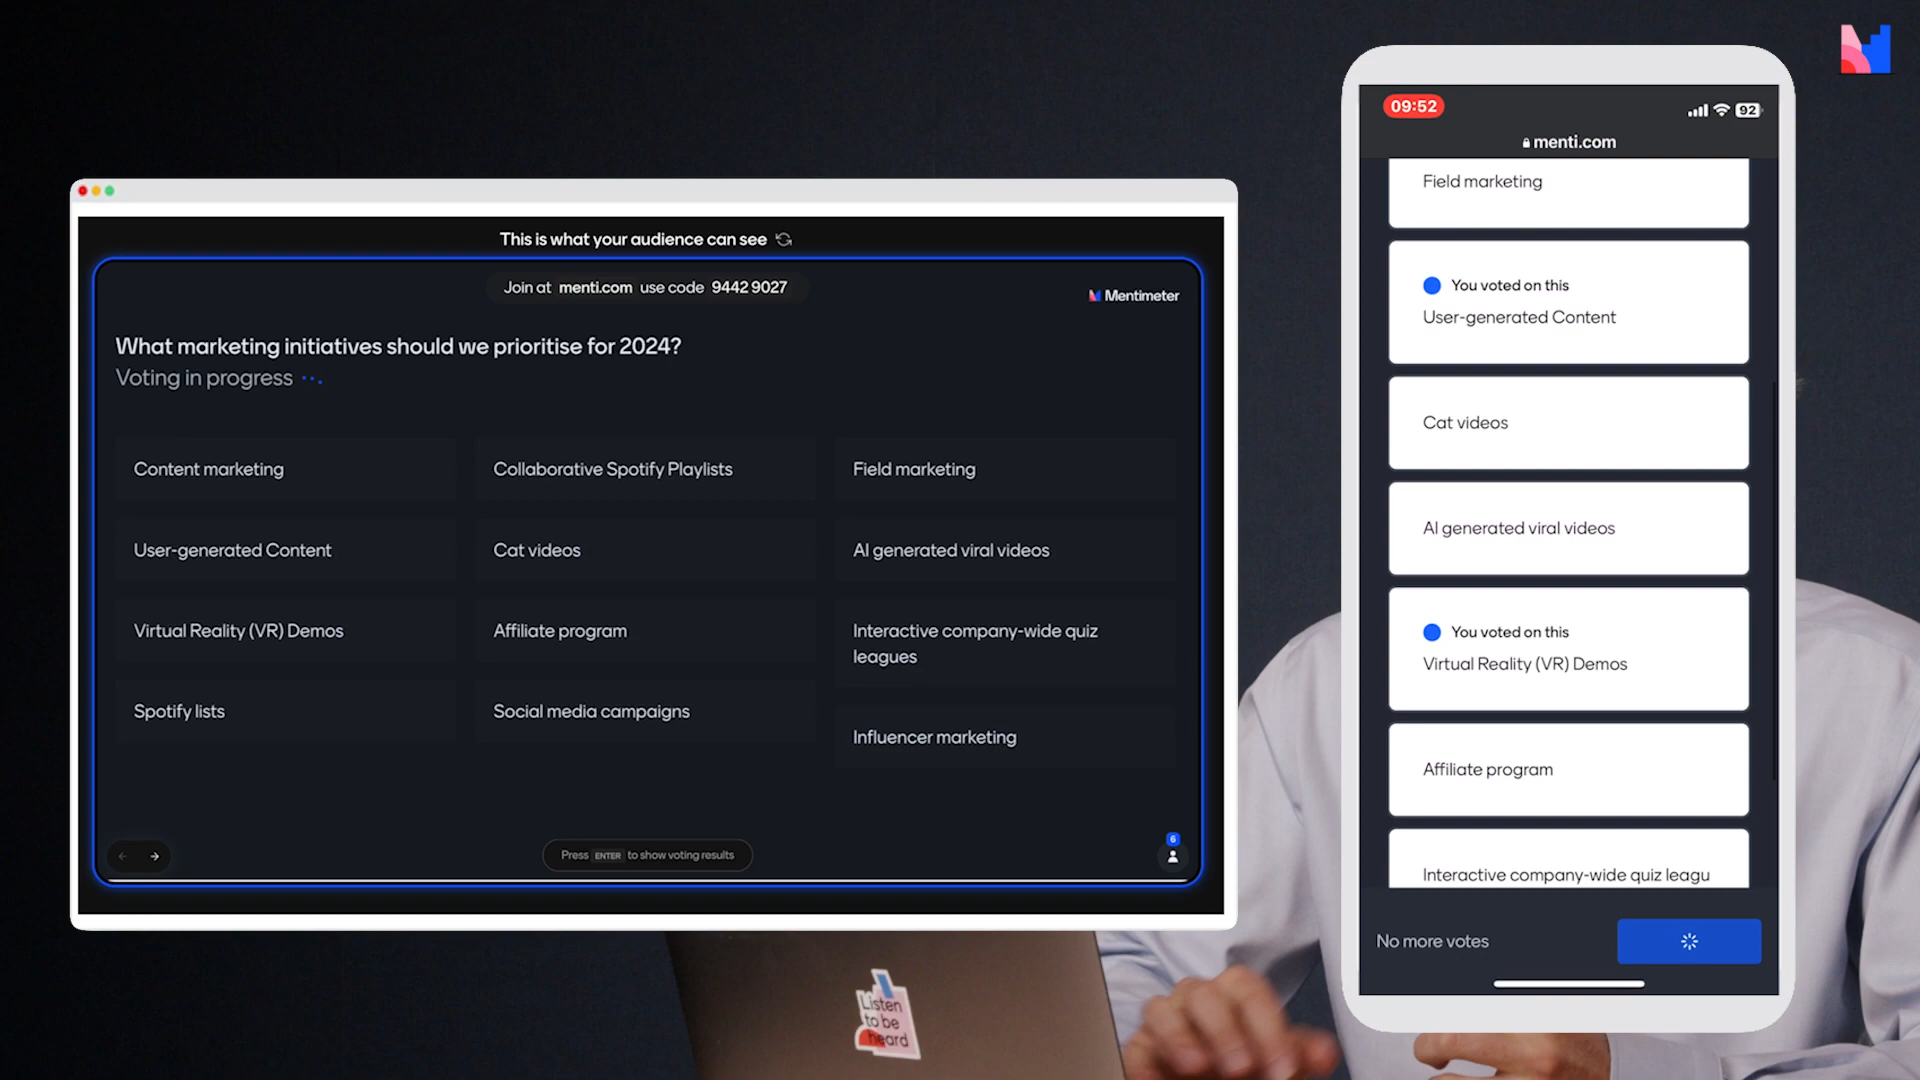 This is what your audience can see
Join at menti.com use code 9442 9027
Mentimeter
What marketing initiatives should we prioritise for 2024?
Voting in progress
Content marketing
Collaborative Spotify Playlists
Field marketing
User-generated Content
Cat videos
AI generated viral videos
Virtual Reality (VR) Demos
Affiliate program
Interactive company-wide quiz
leagues
Spotify lists
Social media campaigns
Influencer marketing
Press ENTER to show voting results
6
09:52
92
menti.com
Field marketing
You voted on this
User-generated Content
Cat videos
AI generated viral videos
You voted on this
Virtual Reality (VR) Demos
Affiliate program
Interactive company-wide quiz leagu
No more votes
Listen
to be
heard